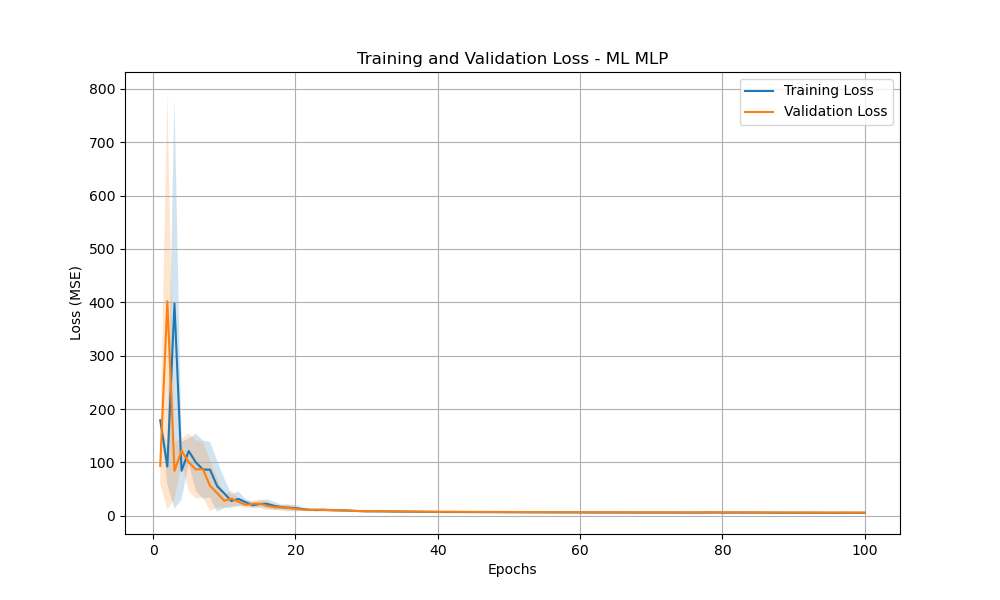 Training and Validation Loss - ML MLP
Training Loss
Validation Loss
Loss (MSE)
800
700
600
500
400
300
200
100
0
0 20 40 60 80 100
Epochs